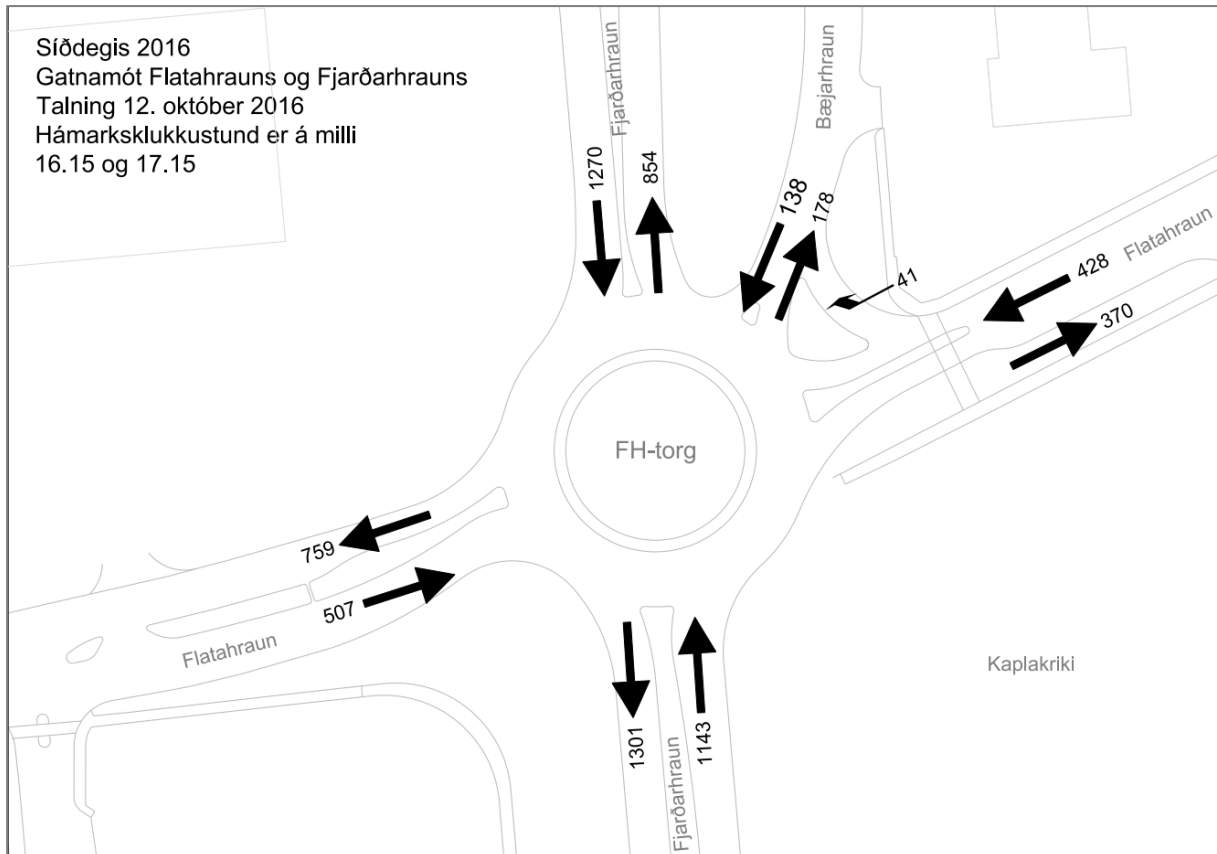 Síðdegis 2016
Gatnamót Flatahrauns og Fjarðarhrauns
Talning 12. október 2016
Hámarksklukkustund er á milli
16.15 og 17.15
Fjarðarhraun
Bæjarhraun
1270
854
138
178
41
428
Flatahraun
370
FH-torg
759
507
Flatahraun
Kaplakriki
1301
Fjarðarhraun
1143